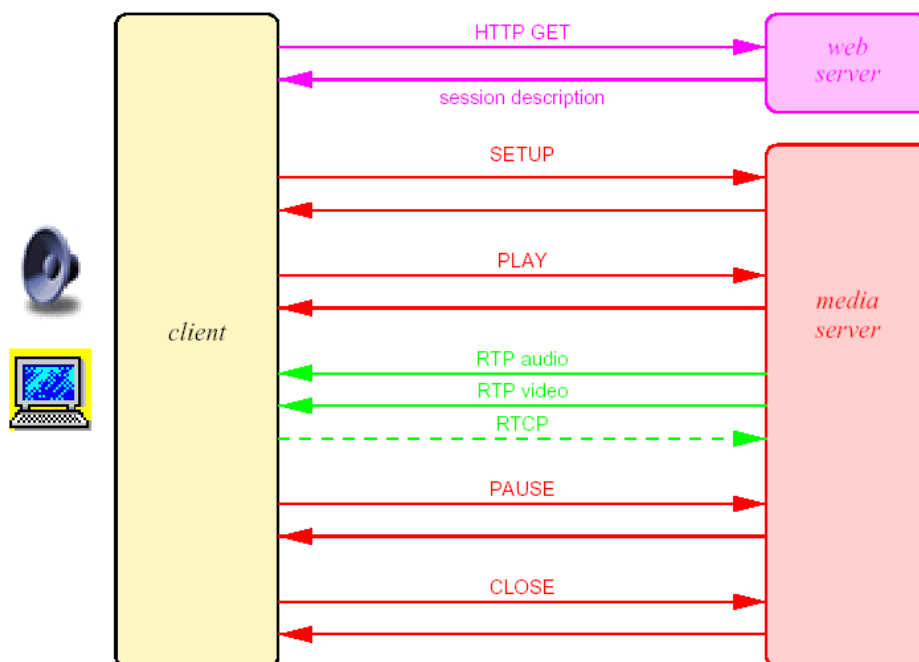 HTTP GET
web
server
session description
SETUP
PLAY
media
server
client
RTP audio
RTP video
RTCP
PAUSE
CLOSE